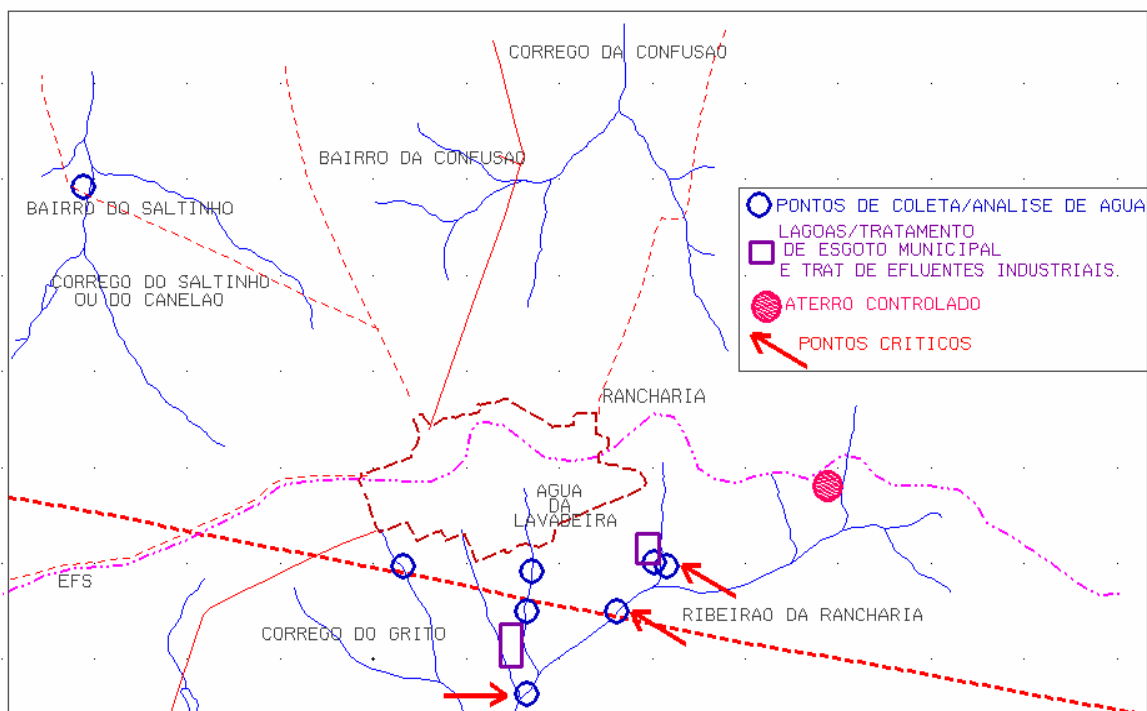 CORREGO DA CONFUSAO
BAIRRO DA CONFUSAO
BAIRRO DO SALTINHO
CORREGO DO SALTINHO
OU DO CANELAO
PONTOS DE COLETA/ANALISE DE AGUA
LAGOAS/TRATAMENTO
DE ESGOTO MUNICIPAL
E TRAT DE EFLUENTES INDUSTRIAIS.
ATERRO CONTROLADO
PONTOS CRITICOS
RANCHARIA
AGUA
DA
LAVADEIRA
EFS
CORREGO DO GRITO
RIBEIRAO DA RANCHARIA